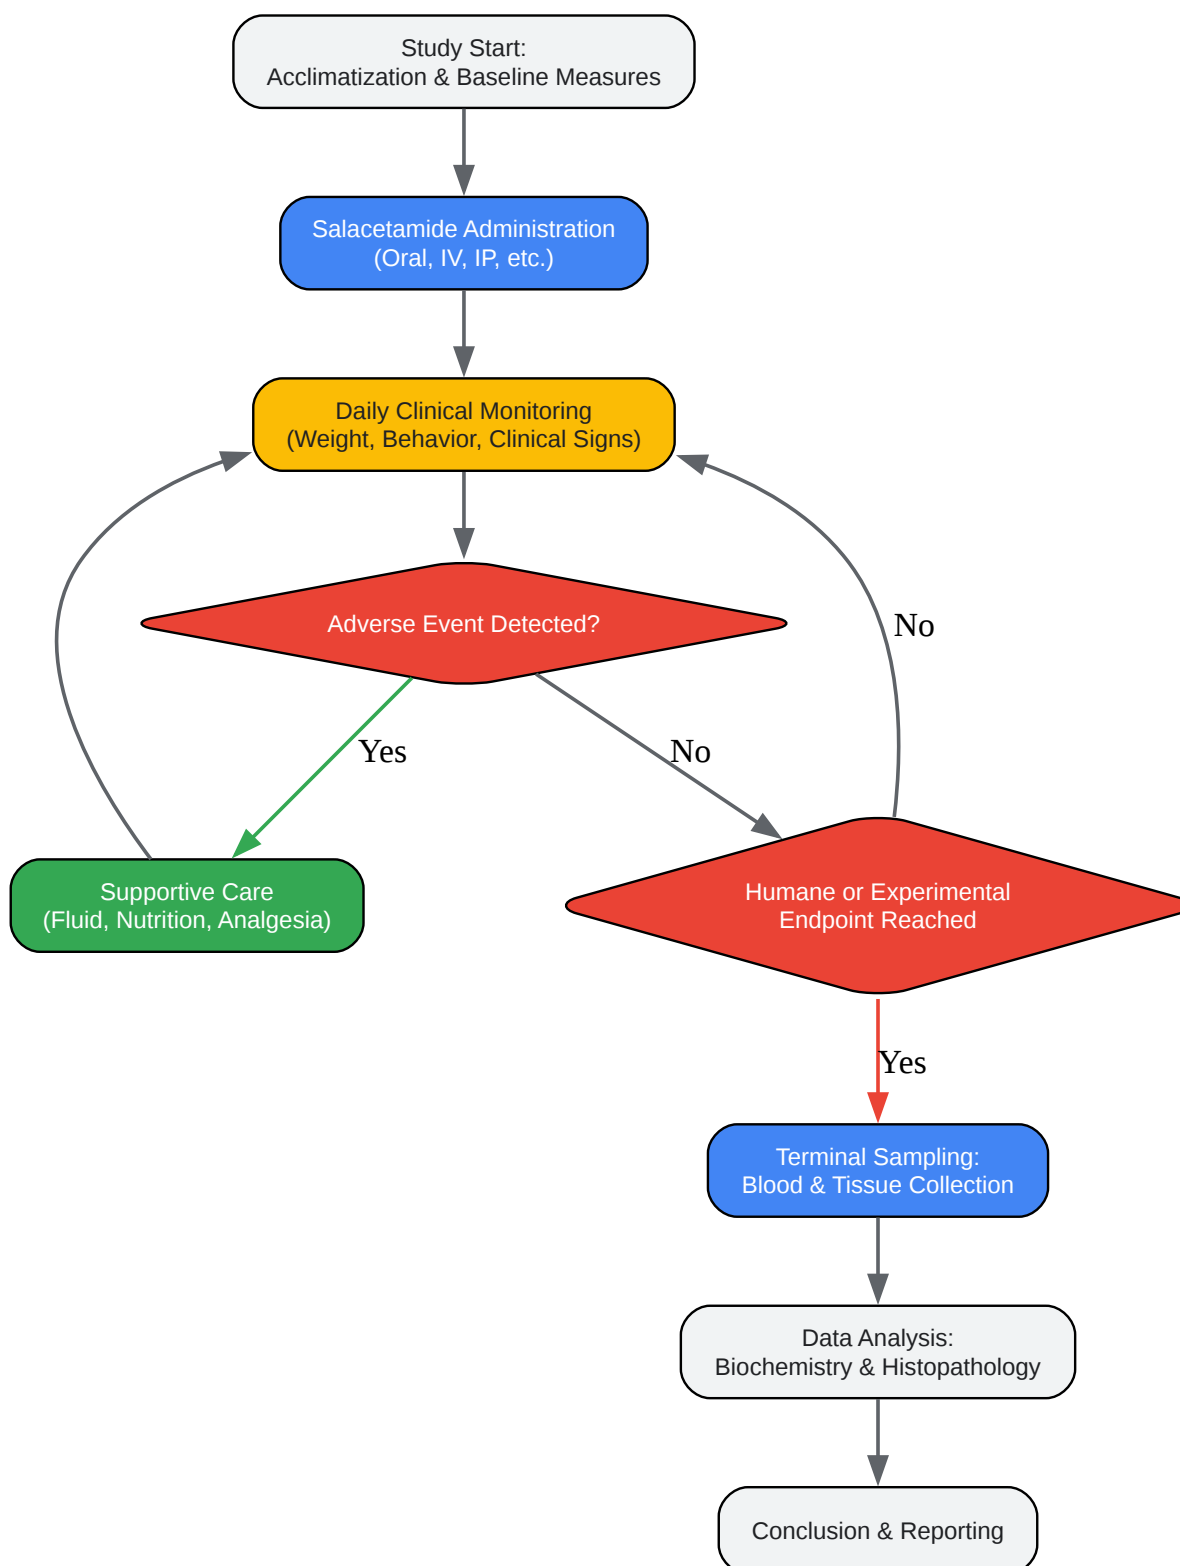 Study Start:
Acclimatization & Baseline Measures
Salacetamide Administration
(Oral, IV, IP, etc.)
Daily Clinical Monitoring
(Weight, Behavior, Clinical Signs)
Adverse Event Detected?
No
Yes
No
Supportive Care
(Fluid, Nutrition, Analgesia)
Humane or Experimental
Endpoint Reached
Yes
Terminal Sampling:
Blood & Tissue Collection
Data Analysis:
Biochemistry & Histopathology
Conclusion & Reporting